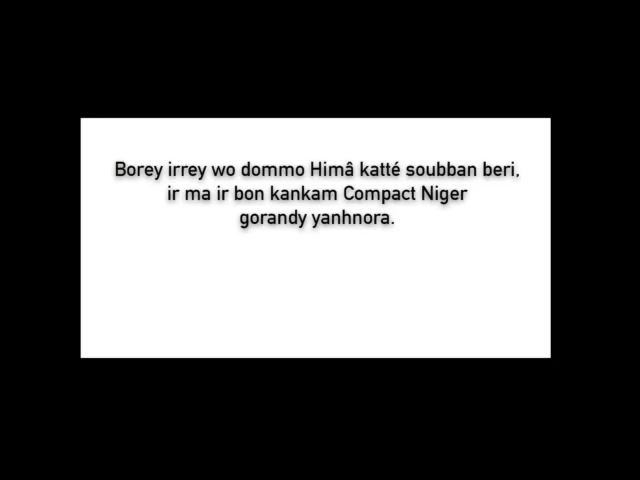 Borey irrey wo dommo Himâ katté soubban beri,
ir ma ir bon kankam Compact Niger
gorandy yanhnora.